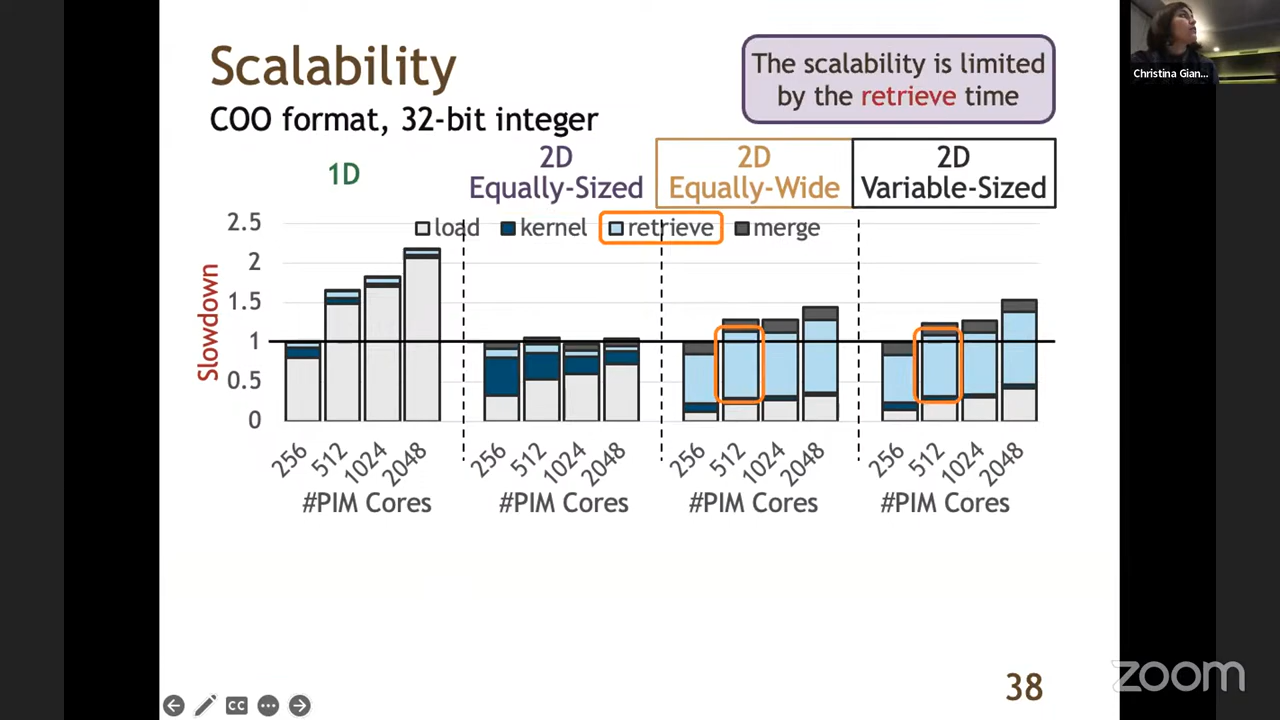 Scalability
COO format, 32-bit integer
The scalability is limited
by the retrieve time
Christina Gian...
1D
2D
Equally-Sized
2D
Equally-Wide
2D
Variable-Sized
load kernel retrieve merge
Slowdown
2.5
2
1.5
1
0.5
0
256 512 1024 2048
256 512 1024 2048
256 512 1024 2048
256 512 1024 2048
#PIM Cores
#PIM Cores
#PIM Cores
#PIM Cores
38
zoom
CC